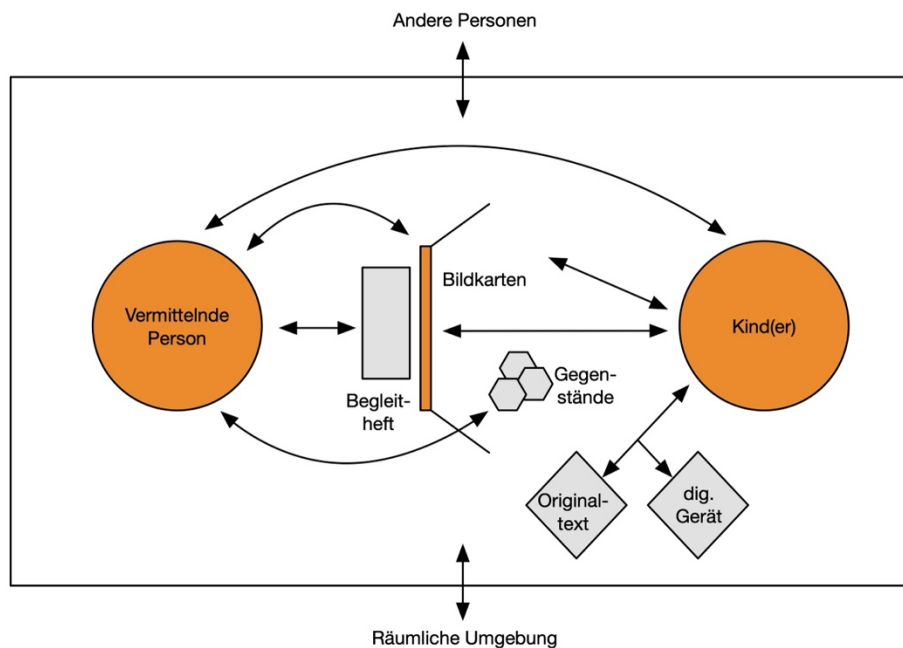 Andere Personen
Vermittelnde
Person
Bildkarten
Kind(er)
Begleit-
heft
Gegen-
stände
Original-
text
dig.
Gerät
Räumliche Umgebung